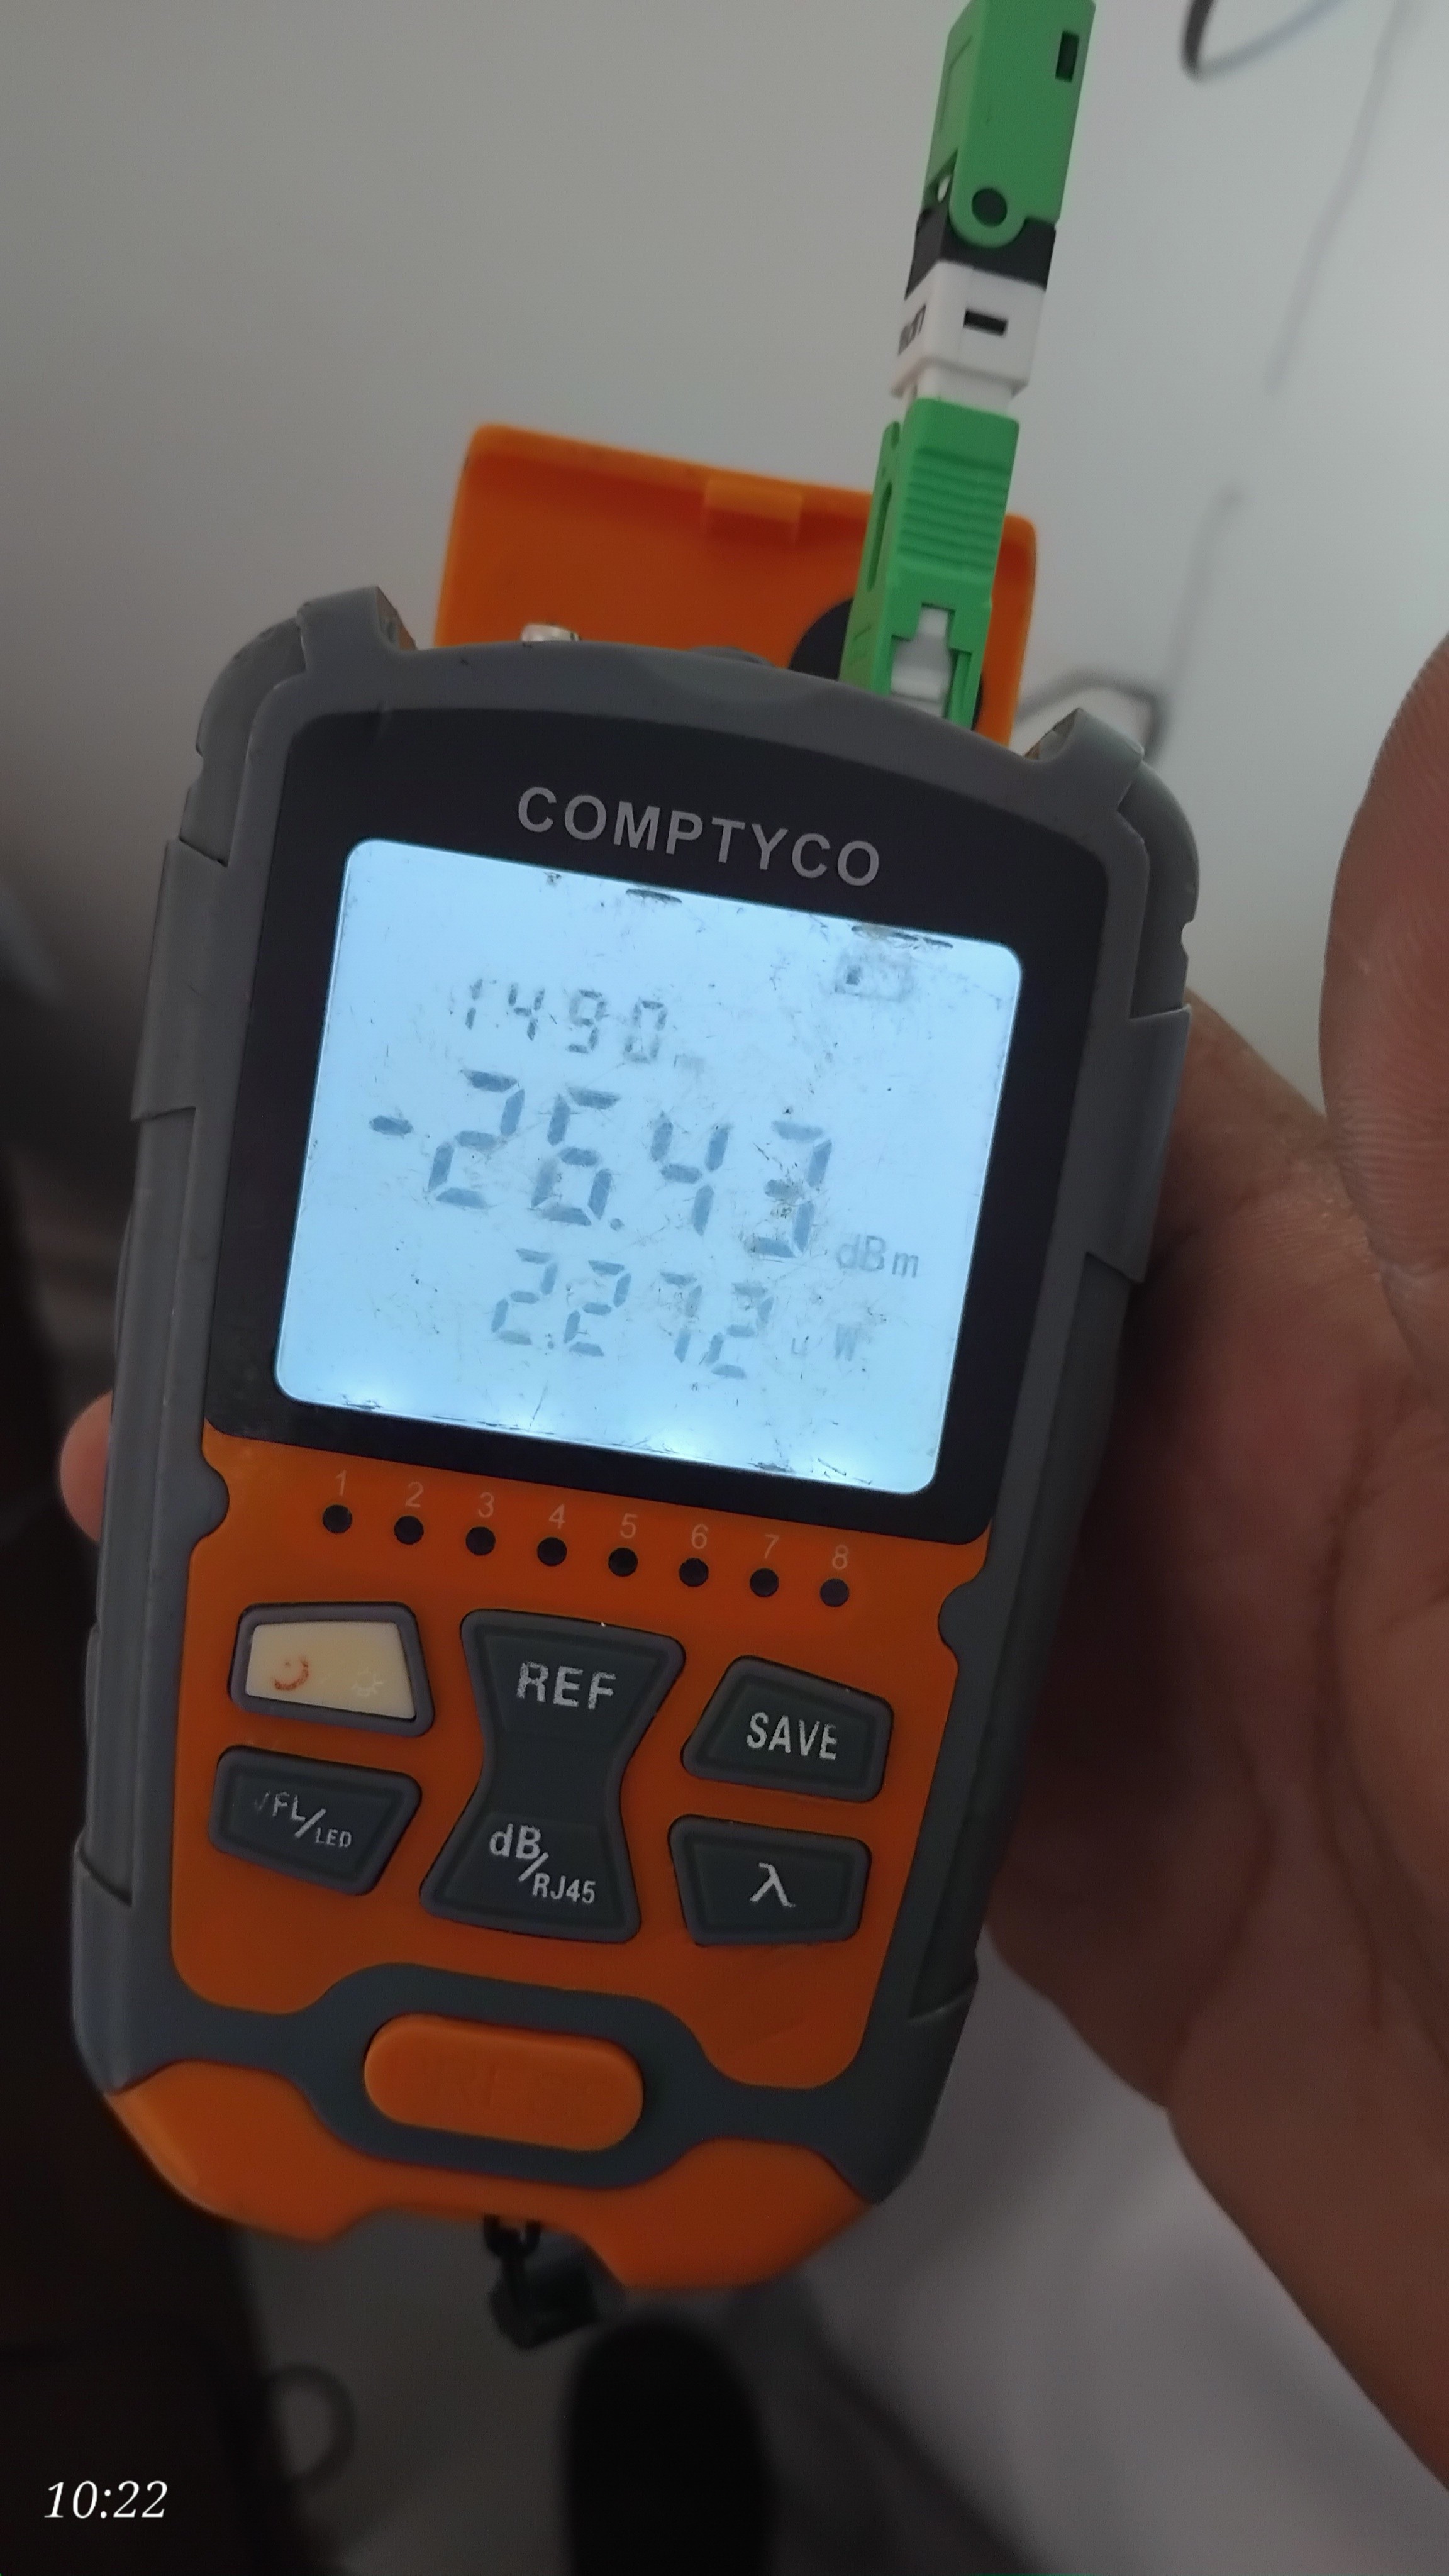 COMPTYCO
1490
-26.43 dBm
2.272 uW
1 2 3 4 5 6 7 8
REF
SAVE
VFL/LED
dB/RJ45
λ
10:22